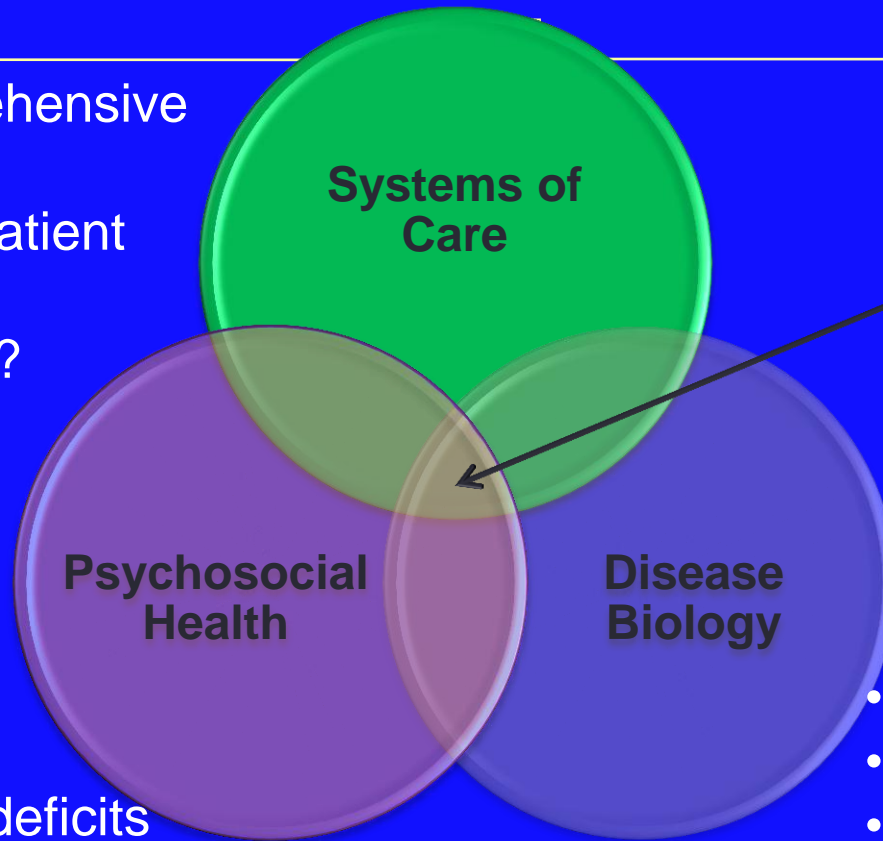 ehensive
Systems of
Care
atient
?
Psychosocial
Health
Disease
Biology
•
•
deficits
•